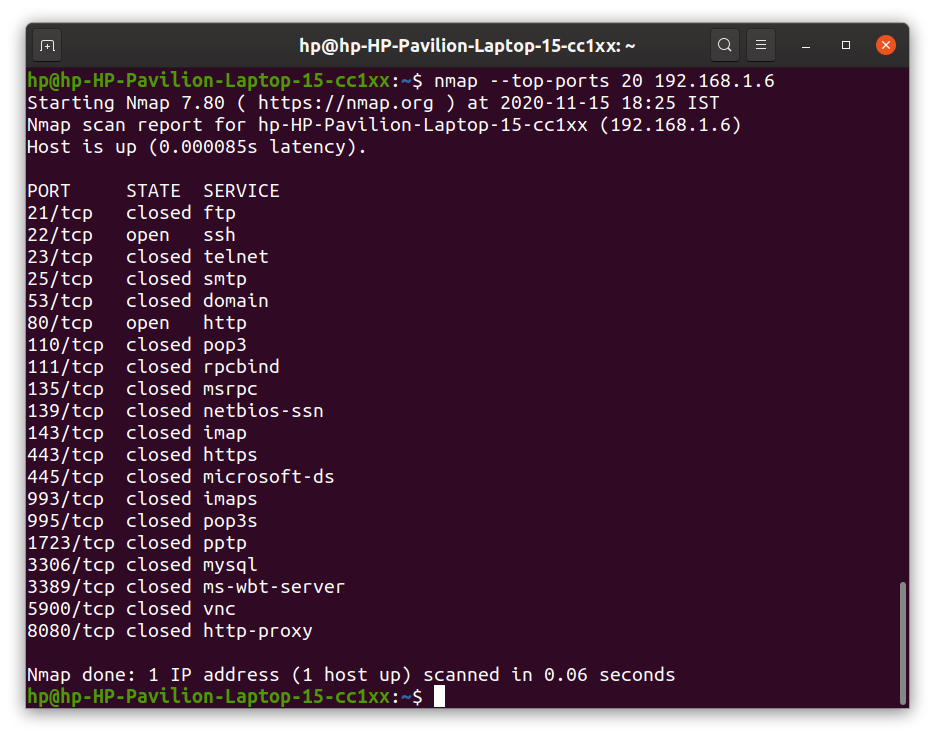 hp@hp-HP-Pavilion-Laptop-15-cc1xx: ~
hp@hp-HP-Pavilion-Laptop-15-cc1xx:~$ nmap --top-ports 20 192.168.1.6
Starting Nmap 7.80 ( https://nmap.org ) at 2020-11-15 18:25 IST
Nmap scan report for hp-HP-Pavilion-Laptop-15-cc1xx (192.168.1.6)
Host is up (0.000085s latency).

PORT     STATE  SERVICE
21/tcp   closed ftp
22/tcp   open   ssh
23/tcp   closed telnet
25/tcp   closed smtp
53/tcp   closed domain
80/tcp   open   http
110/tcp  closed pop3
111/tcp  closed rpcbind
135/tcp  closed msrpc
139/tcp  closed netbios-ssn
143/tcp  closed imap
443/tcp  closed https
445/tcp  closed microsoft-ds
993/tcp  closed imaps
995/tcp  closed pop3s
1723/tcp closed pptp
3306/tcp closed mysql
3389/tcp closed ms-wbt-server
5900/tcp closed vnc
8080/tcp closed http-proxy

Nmap done: 1 IP address (1 host up) scanned in 0.06 seconds
hp@hp-HP-Pavilion-Laptop-15-cc1xx:~$